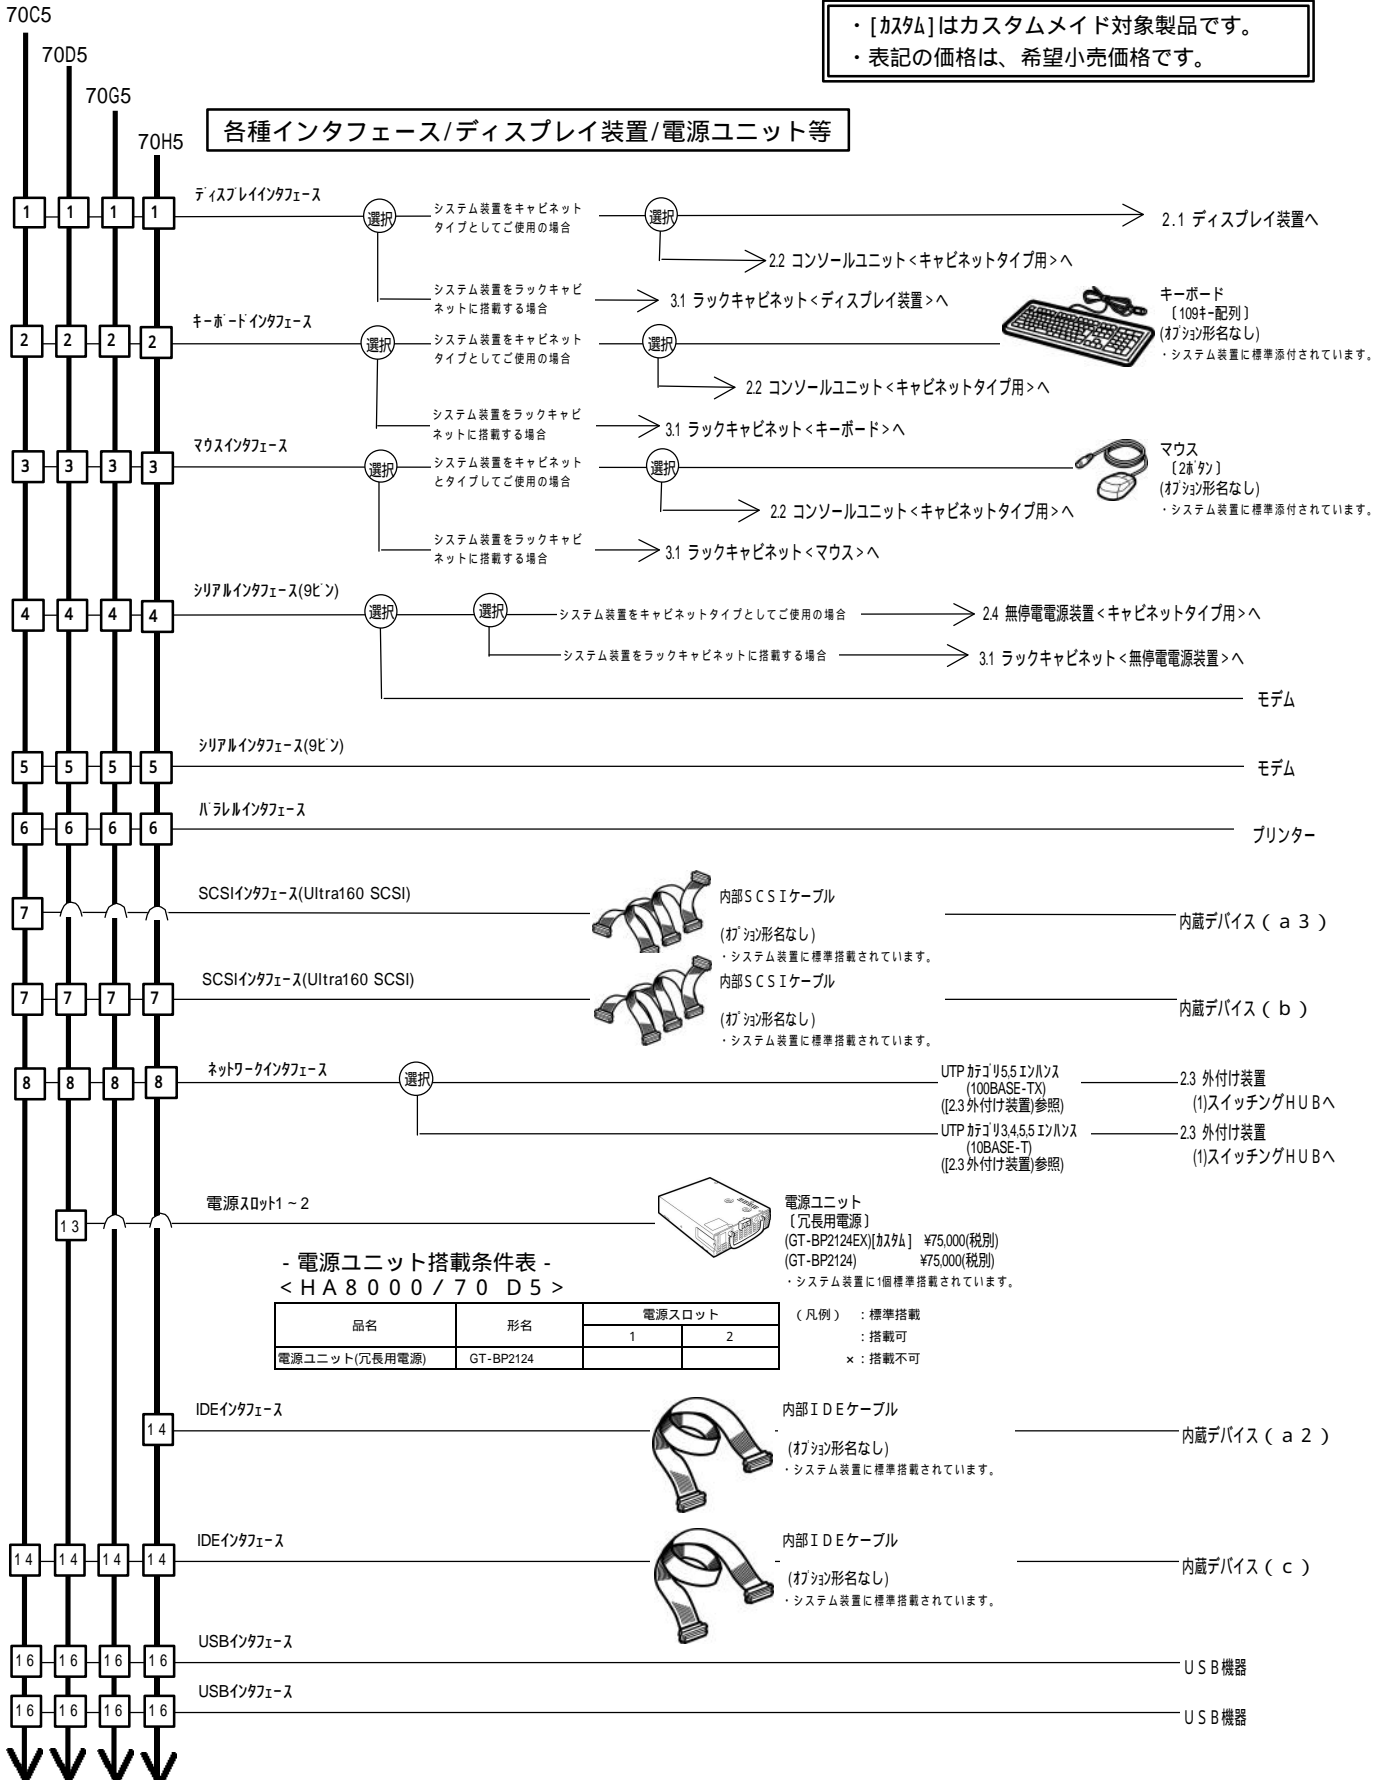 70C5
・[ｶｽﾀﾑ]はカスタムメイド対象製品です。
・表記の価格は、希望小売価格です。
70D5
70G5
70H5
各種インタフェース/ディスプレイ装置/電源ユニット等
ﾃﾞｨｽﾌﾟﾚｲｲﾝﾀﾌｪｰｽ
1 1 1 1
選択
システム装置をキャビネット
タイプとしてご使用の場合
選択
2.1 ディスプレイ装置へ
2.2 コンソールユニット<キャビネットタイプ用>へ
システム装置をラックキャビ
ネットに搭載する場合
3.1 ラックキャビネット<ディスプレイ装置>へ
ｷｰﾎﾞｰﾄﾞｲﾝﾀﾌｪｰｽ
2 2 2 2
選択
システム装置をキャビネット
タイプとしてご使用の場合
選択
キーボード
〔109ｷｰ配列〕
(ｵﾌﾟｼｮﾝ形名なし)
・システム装置に標準添付されています。
2.2 コンソールユニット<キャビネットタイプ用>へ
システム装置をラックキャビ
ネットに搭載する場合
3.1 ラックキャビネット<キーボード>へ
ﾏｳｽｲﾝﾀﾌｪｰｽ
3 3 3 3
選択
システム装置をキャビネット
とタイプしてご使用の場合
選択
マウス
〔2ﾎﾞﾀﾝ〕
(ｵﾌﾟｼｮﾝ形名なし)
・システム装置に標準添付されています。
2.2 コンソールユニット<キャビネットタイプ用>へ
システム装置をラックキャビ
ネットに搭載する場合
3.1 ラックキャビネット<マウス>へ
ｼﾘｱﾙｲﾝﾀﾌｪｰｽ(9ﾋﾟﾝ)
4 4 4 4
選択
選択
システム装置をキャビネットタイプとしてご使用の場合
2.4 無停電電源装置<キャビネットタイプ用>へ
システム装置をラックキャビネットに搭載する場合
3.1 ラックキャビネット<無停電電源装置>へ
モデム
ｼﾘｱﾙｲﾝﾀﾌｪｰｽ(9ﾋﾟﾝ)
5 5 5 5
モデム
ﾊﾟﾗﾚﾙｲﾝﾀﾌｪｰｽ
6 6 6 6
プリンター
SCSIｲﾝﾀﾌｪｰｽ(Ultra160 SCSI)
7
内部ＳＣＳＩケーブル
(ｵﾌﾟｼｮﾝ形名なし)
・システム装置に標準搭載されています。
内蔵デバイス(ａ３)
SCSIｲﾝﾀﾌｪｰｽ(Ultra160 SCSI)
7 7 7 7
内部ＳＣＳＩケーブル
(ｵﾌﾟｼｮﾝ形名なし)
・システム装置に標準搭載されています。
内蔵デバイス(ｂ)
ﾈｯﾄﾜｰｸｲﾝﾀﾌｪｰｽ
8 8 8 8
選択
UTP ｶﾃｺﾞﾘ5,5 ｴﾝﾊﾝｽ
(100BASE-TX)
([2.3 外付け装置]参照)
2.3 外付け装置
(1)スイッチングＨＵＢへ
UTP ｶﾃｺﾞﾘ3,4,5,5 ｴﾝﾊﾝｽ
(10BASE-T)
([2.3 外付け装置]参照)
2.3 外付け装置
(1)スイッチングＨＵＢへ
電源ｽﾛｯﾄ1～2
13
電源ユニット
〔冗長用電源〕
(GT-BP2124EX)[ｶｽﾀﾑ] ¥75,000(税別)
(GT-BP2124) ¥75,000(税別)
・システム装置に1個標準搭載されています。
- 電源ユニット搭載条件表 -
<ＨＡ８０００/７０ Ｄ５>
品名 形名 電源スロット
1 2
電源ユニット(冗長用電源) GT-BP2124
(凡例) ：標準搭載
：搭載可
×：搭載不可
IDEｲﾝﾀﾌｪｰｽ
14
内部ＩＤＥケーブル
(ｵﾌﾟｼｮﾝ形名なし)
・システム装置に標準搭載されています。
内蔵デバイス(ａ２)
IDEｲﾝﾀﾌｪｰｽ
14 14 14 14
内部ＩＤＥケーブル
(ｵﾌﾟｼｮﾝ形名なし)
・システム装置に標準搭載されています。
内蔵デバイス(ｃ)
USBｲﾝﾀﾌｪｰｽ
16 16 16 16
ＵＳＢ機器
USBｲﾝﾀﾌｪｰｽ
16 16 16 16
ＵＳＢ機器